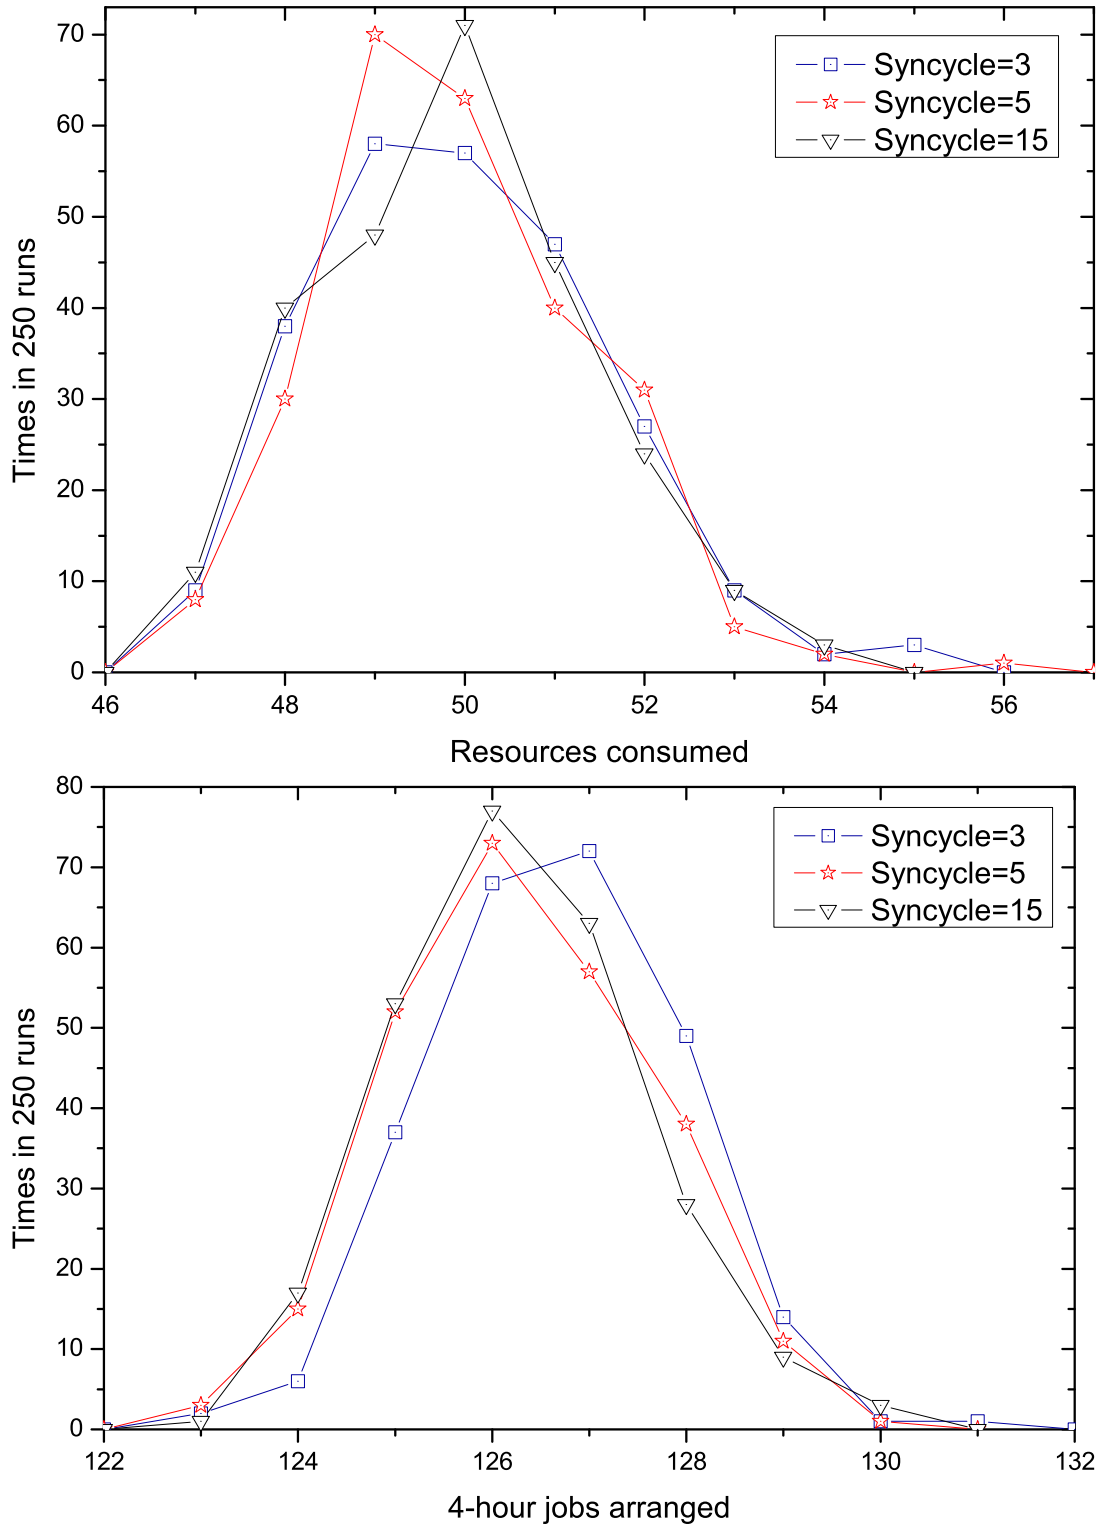 70
60
50
40
30
20
10
0
Times in 250 runs
Syncycle=3
Syncycle=5
Syncycle=15
46 48 50 52 54 56
Resources consumed
80
70
60
50
40
30
20
10
0
Times in 250 runs
Syncycle=3
Syncycle=5
Syncycle=15
122 124 126 128 130 132
4-hour jobs arranged